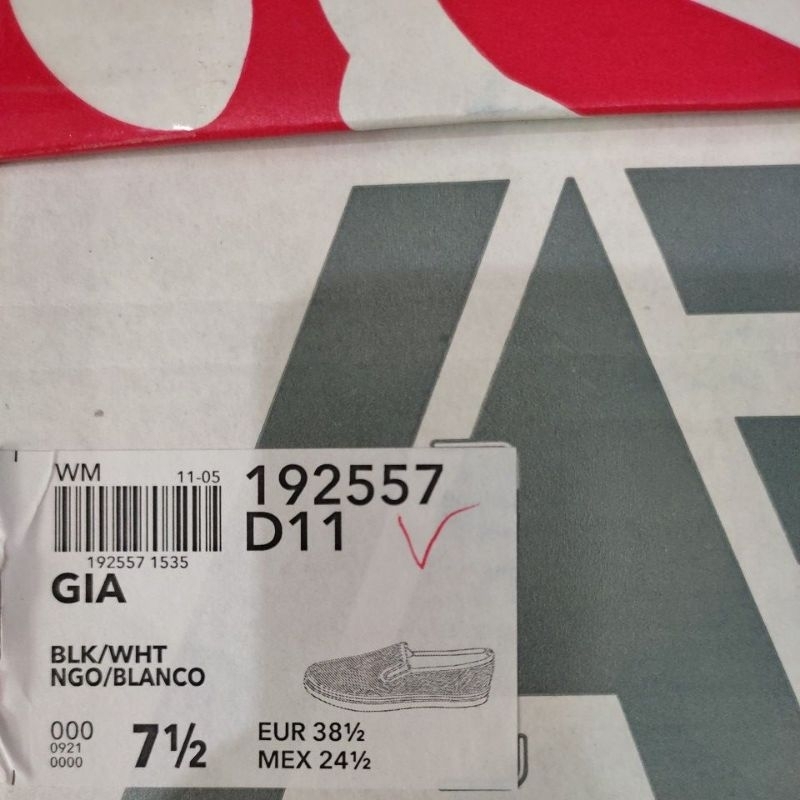 WM 11-05
192557 1535
192557
D11
GIA
BLK/WHT
NGO/BLANCO
000
0921
0000
7½
EUR 38½
MEX 24½